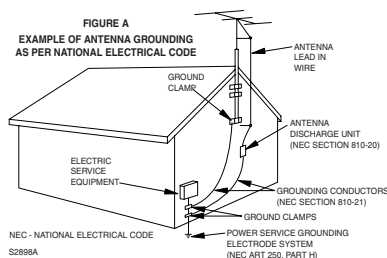 FIGURE A
EXAMPLE OF ANTENNA GROUNDING
AS PER NATIONAL ELECTRICAL CODE
ANTENNA
LEAD IN
WIRE
GROUND
CLAMP
ANTENNA
DISCHARGE UNIT
(NEC SECTION 810-20)
ELECTRIC
SERVICE
EQUIPMENT
GROUNDING CONDUCTORS
(NEC SECTION 810-21)
GROUND CLAMPS
NEC - NATIONAL ELECTRICAL CODE
POWER SERVICE GROUNDING
ELECTRODE SYSTEM
(NEC ART 250, PART H)
S2898A